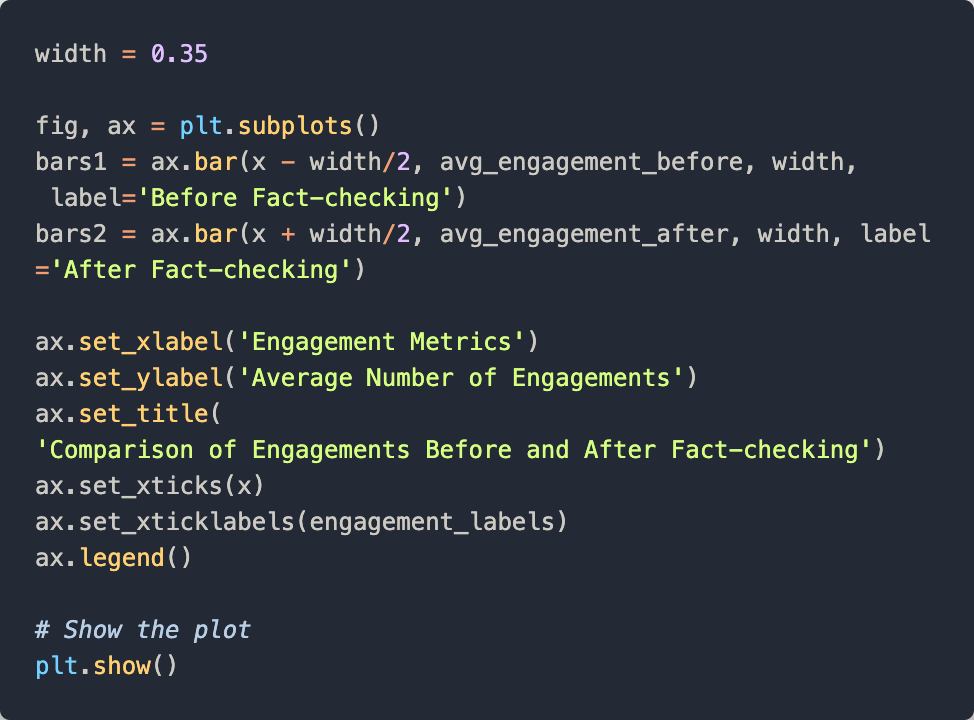 width = 0.35
fig, ax = plt.subplots()
bars1 = ax.bar(x - width/2, avg_engagement_before, width,
label='Before Fact-checking')
bars2 = ax.bar(x + width/2, avg_engagement_after, width, label
='After Fact-checking')
ax.set_xlabel('Engagement Metrics')
ax.set_ylabel('Average Number of Engagements')
ax.set_title(
'Comparison of Engagements Before and After Fact-checking')
ax.set_xticks(x)
ax.set_xticklabels(engagement_labels)
ax.legend()
# Show the plot
plt.show()